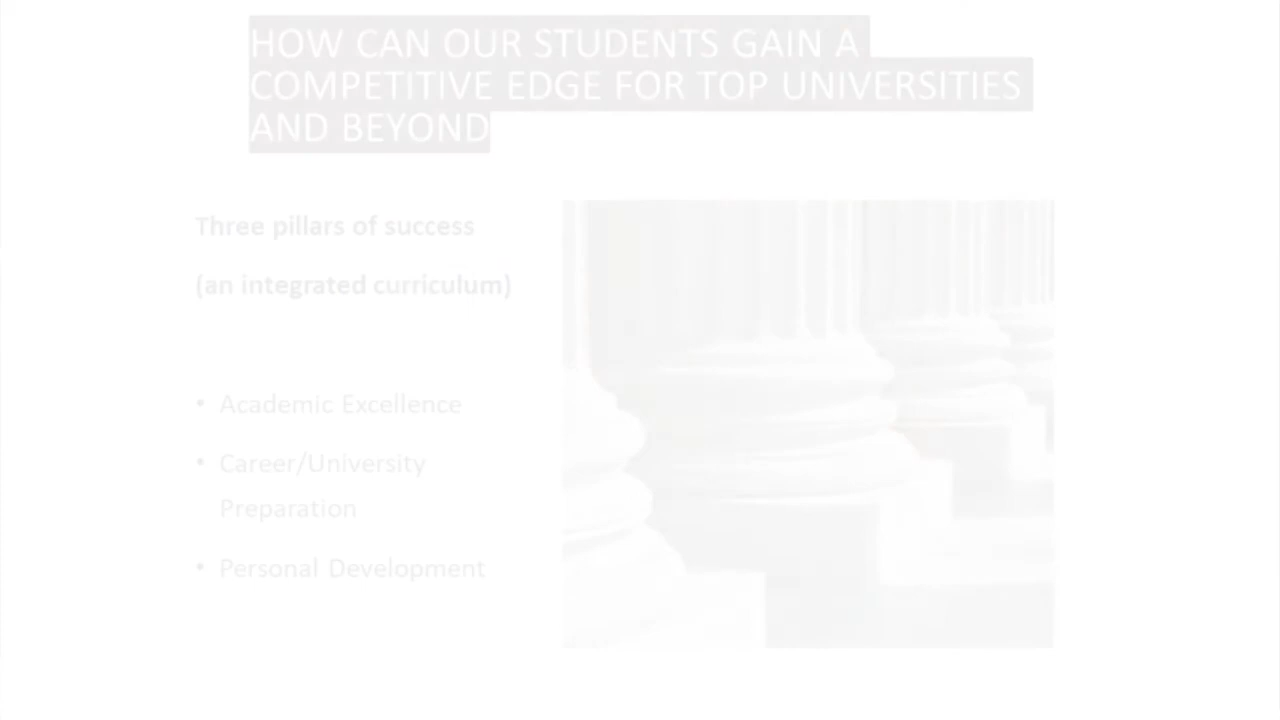 HOW CAN OUR STUDENTS GAIN A
COMPETITIVE EDGE FOR TOP UNIVERSITIES
AND BEYOND
Three pillars of success
(an integrated curriculum)
• Academic Excellence
• Career/University
Preparation
• Personal Development